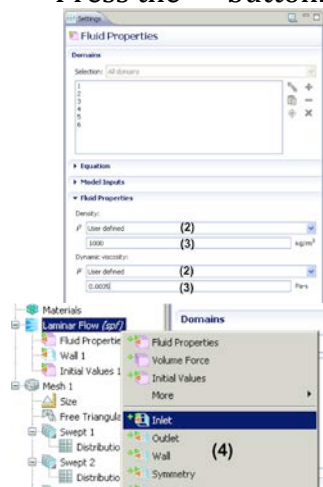 Press the button.
Settings
Fluid Properties
Domains
Selection: All domains
1
2
3
4
5
6
Equation
Model Inputs
Fluid Properties
Density:
ρ User defined (2)
1000 (3) kg/m³
Dynamic viscosity:
μ User defined (2)
0.0035 (3) Pa·s
Materials
Laminar Flow (spf)
Fluid Propertie
Wall 1
Initial Values 1
Mesh 1
Size
Free Triangula
Swept 1
Distributio
Swept 2
Distributio
Domains
Fluid Properties
Volume Force
Initial Values
More
Inlet
Outlet
Wall
Symmetry
(4)